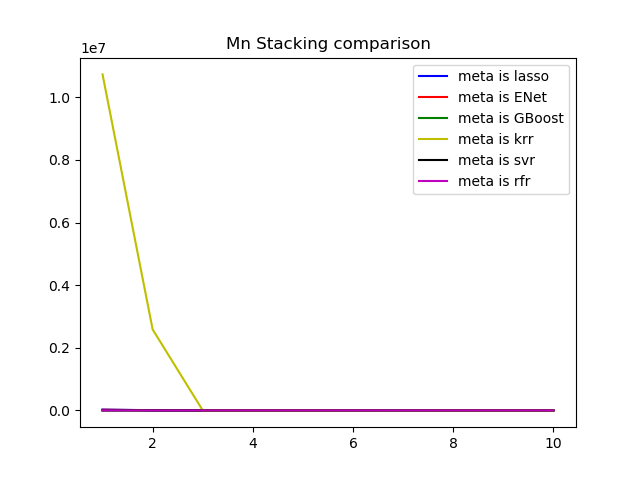 Mn Stacking comparison
1e7
1.0
0.8
0.6
0.4
0.2
0.0
2
4
6
8
10
meta is lasso
meta is ENet
meta is GBoost
meta is krr
meta is svr
meta is rfr